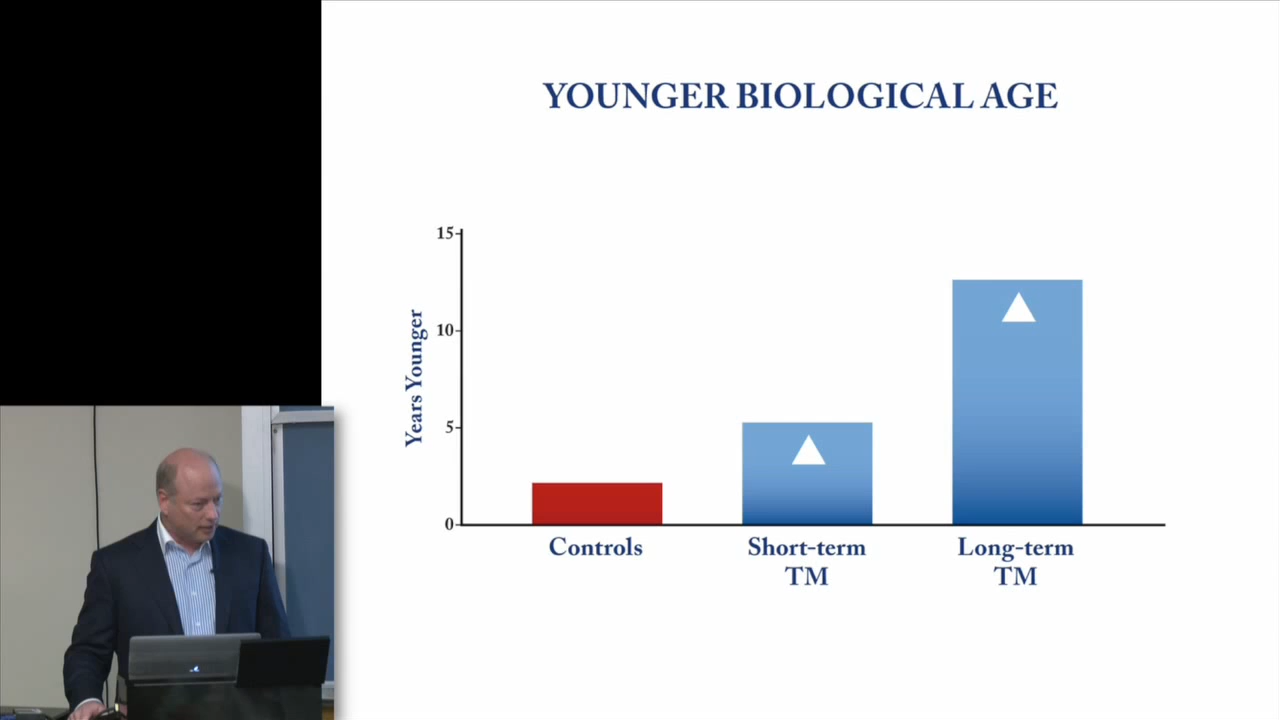 YOUNGER BIOLOGICAL AGE
15
10
5
0
Years Younger
Controls
Short-term
TM
Long-term
TM